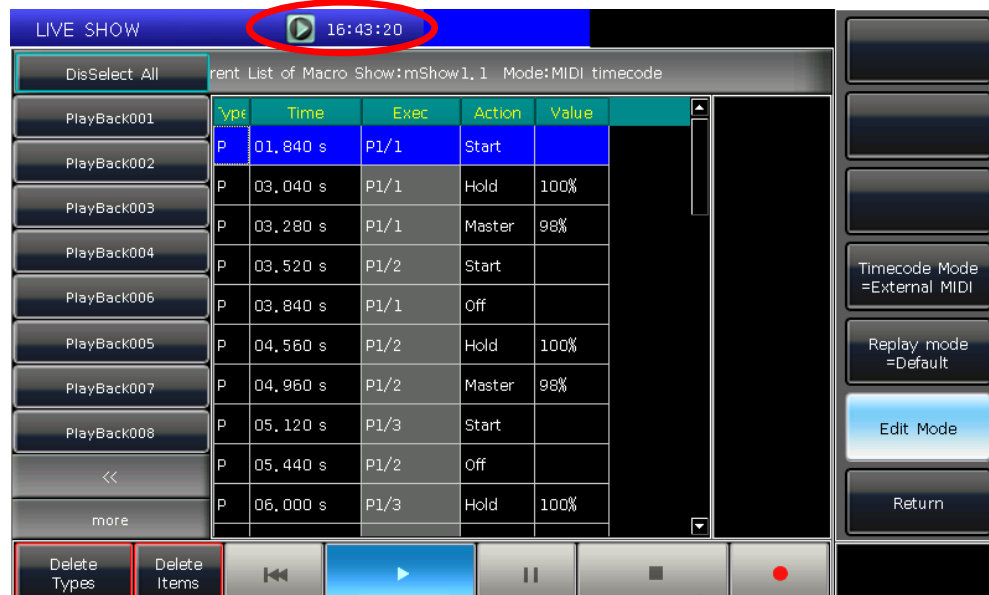 LIVE SHOW
16:43:20
DisSelect All
rent List of Macro Show:mShow1.1 Mode:MIDI timecode
PlayBack001
PlayBack002
PlayBack003
PlayBack004
PlayBack006
PlayBack005
PlayBack007
PlayBack008
<<
more
Type Time Exec Action Value
P 01.840 s P1/1 Start
P 03.040 s P1/1 Hold 100%
P 03.280 s P1/1 Master 98%
P 03.520 s P1/2 Start
P 03.840 s P1/1 Off
P 04.560 s P1/2 Hold 100%
P 04.960 s P1/2 Master 98%
P 05.120 s P1/3 Start
P 05.440 s P1/2 Off
P 06.000 s P1/3 Hold 100%
Timecode Mode
=External MIDI
Replay mode
=Default
Edit Mode
Return
Delete
Types
Delete
Items